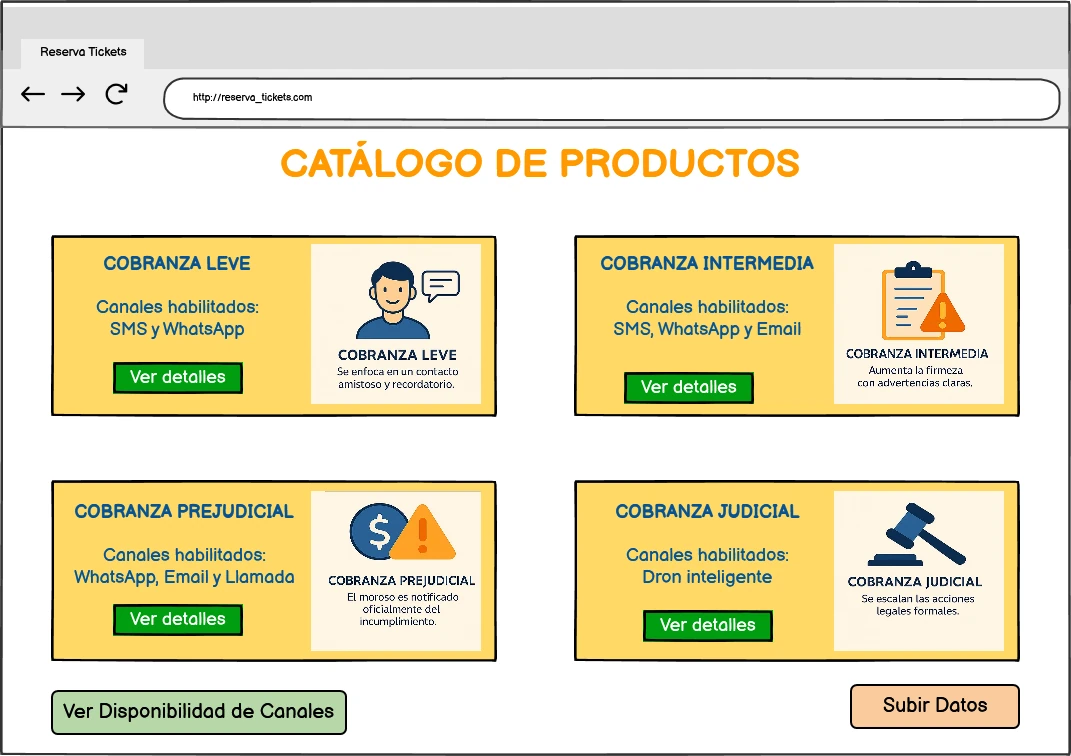 Reserva Tickets
http://reserva_tickets.com
CATÁLOGO DE PRODUCTOS
COBRANZA LEVE
Canales habilitados:
SMS y WhatsApp
Ver detalles
COBRANZA LEVE
Se enfoca en un contacto
amistoso y recordatorio.
COBRANZA INTERMEDIA
Canales habilitados:
SMS, WhatsApp y Email
Ver detalles
COBRANZA INTERMEDIA
Aumenta la firmeza
con advertencias claras.
COBRANZA PREJUDICIAL
Canales habilitados:
WhatsApp, Email y Llamada
Ver detalles
$
COBRANZA PREJUDICIAL
El moroso es notificado
oficialmente del
incumplimiento.
COBRANZA JUDICIAL
Canales habilitados:
Dron inteligente
Ver detalles
COBRANZA JUDICIAL
Se escalan las acciones
legales formales.
Ver Disponibilidad de Canales
Subir Datos